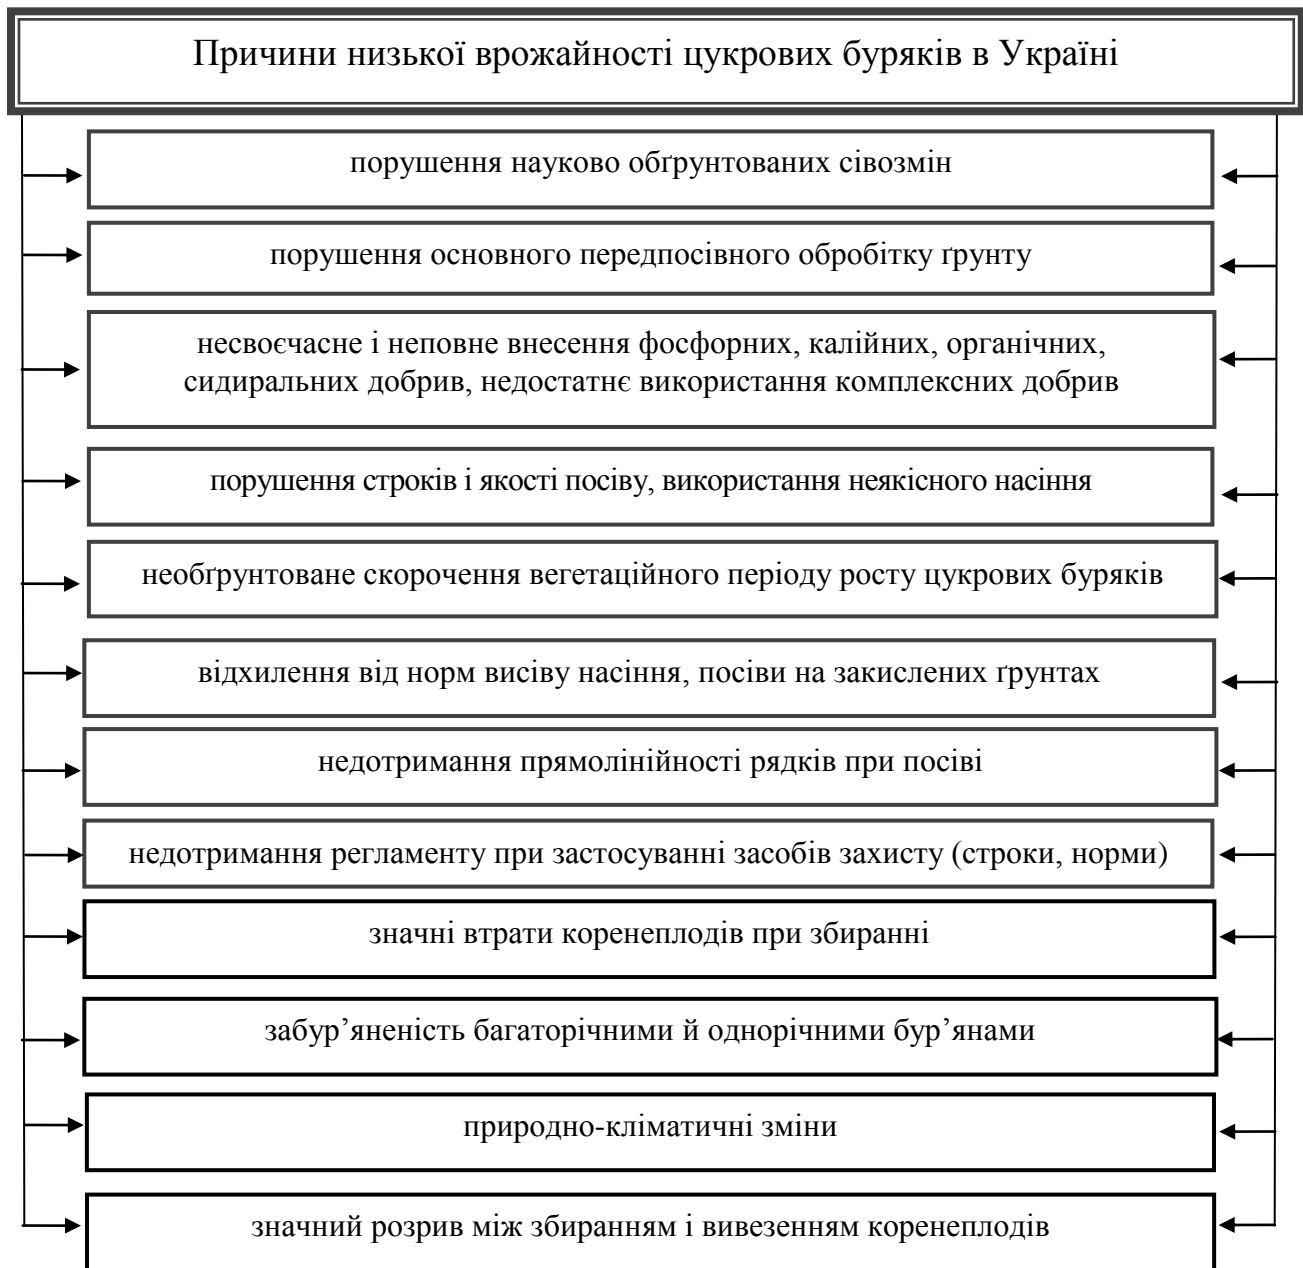 Причини низької врожайності цукрових буряків в Україні
порушення науково обґрунтованих сівозмін
порушення основного передпосівного обробітку ґрунту
несвоєчасне і неповне внесення фосфорних, калійних, органічних,
сидиральних добрив, недостатнє використання комплексних добрив
порушення строків і якості посіву, використання неякісного насіння
необґрунтоване скорочення вегетаційного періоду росту цукрових буряків
відхилення від норм висіву насіння, посіви на закислених ґрунтах
недотримання прямолінійності рядків при посіві
недотримання регламенту при застосуванні засобів захисту (строки, норми)
значні втрати коренеплодів при збиранні
забур’яненість багаторічними й однорічними бур’янами
природно-кліматичні зміни
значний розрив між збиранням і вивезенням коренеплодів